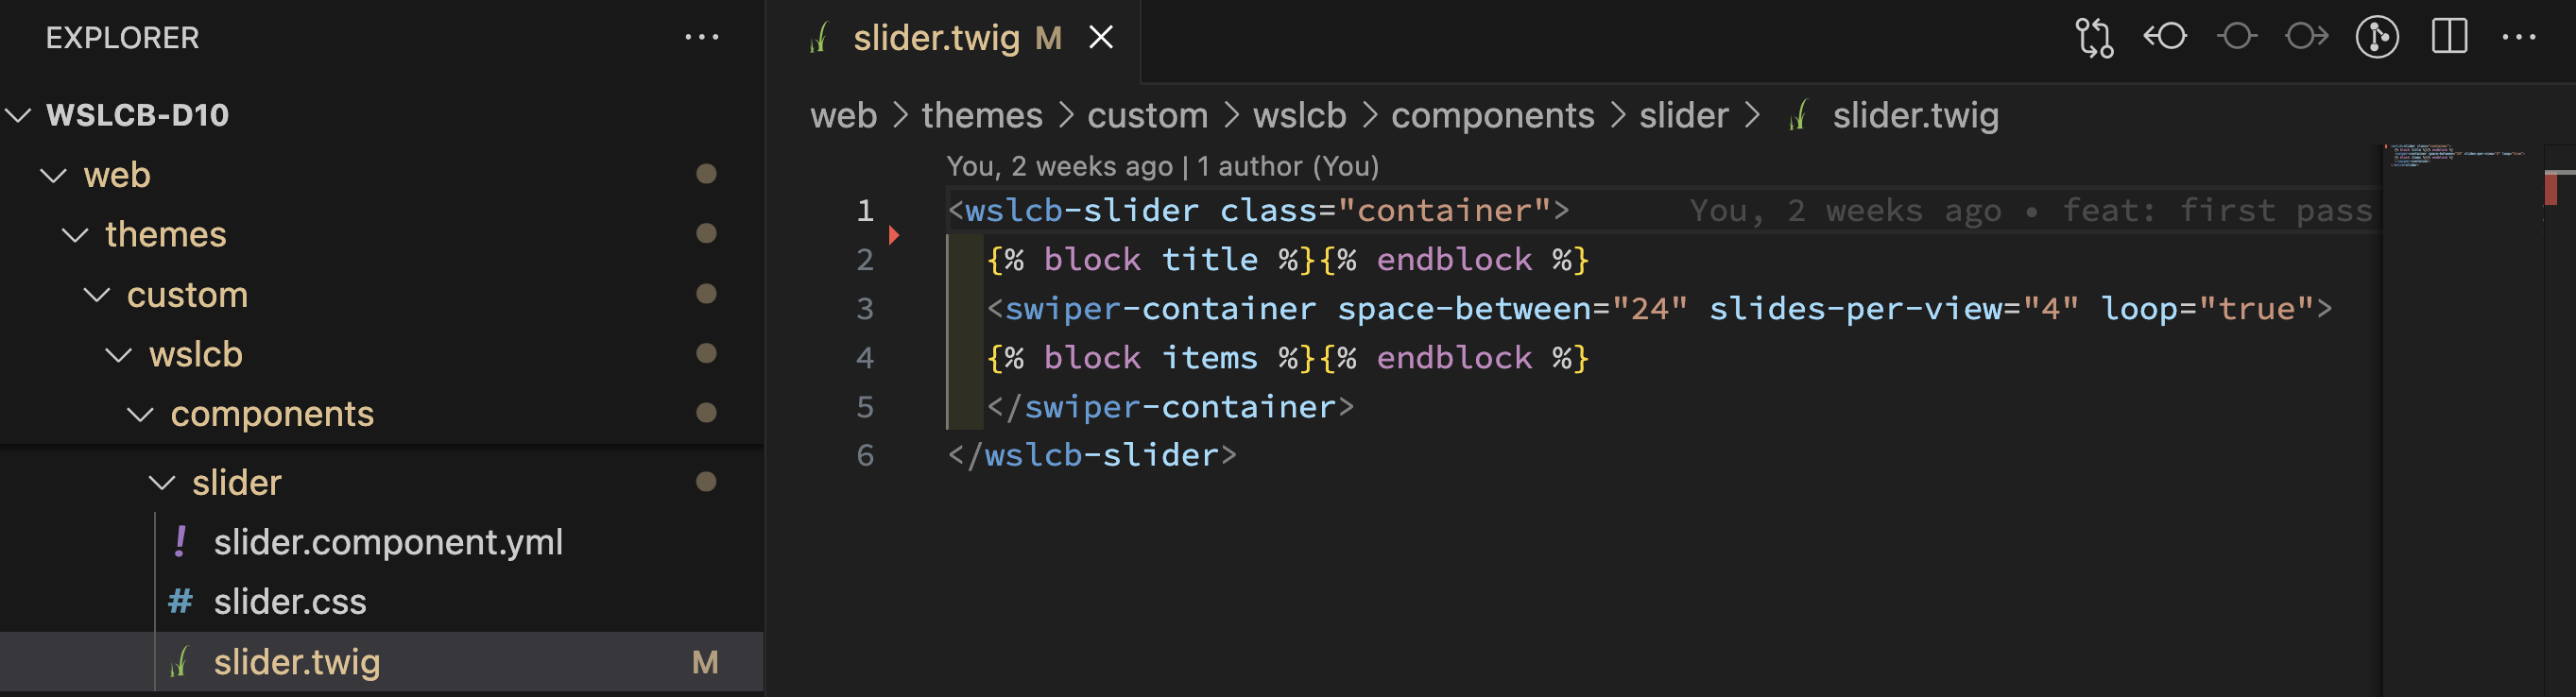 EXPLORER
WSLCB-D10
web
themes
custom
wslcb
components
slider
slider.component.yml
# slider.css
slider.twig M
slider.twig M
web > themes > custom > wslcb > components > slider > slider.twig
You, 2 weeks ago | 1 author (You)
1 <wslcb-slider class="container"> You, 2 weeks ago • feat: first pass
2 {% block title %}{% endblock %}
3 <swiper-container space-between="24" slides-per-view="4" loop="true">
4 {% block items %}{% endblock %}
5 </swiper-container>
6 </wslcb-slider>